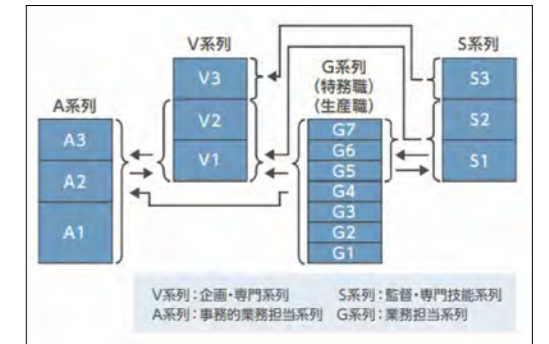 V系列
V3
V2
V1
A系列
A3
A2
A1
G系列
(特務職)
(生産職)
G7
G6
G5
G4
G3
G2
G1
S系列
S3
S2
S1
V系列：企画・専門系列 S系列：監督・専門技能系列
A系列：事務的業務担当系列 G系列：業務担当系列